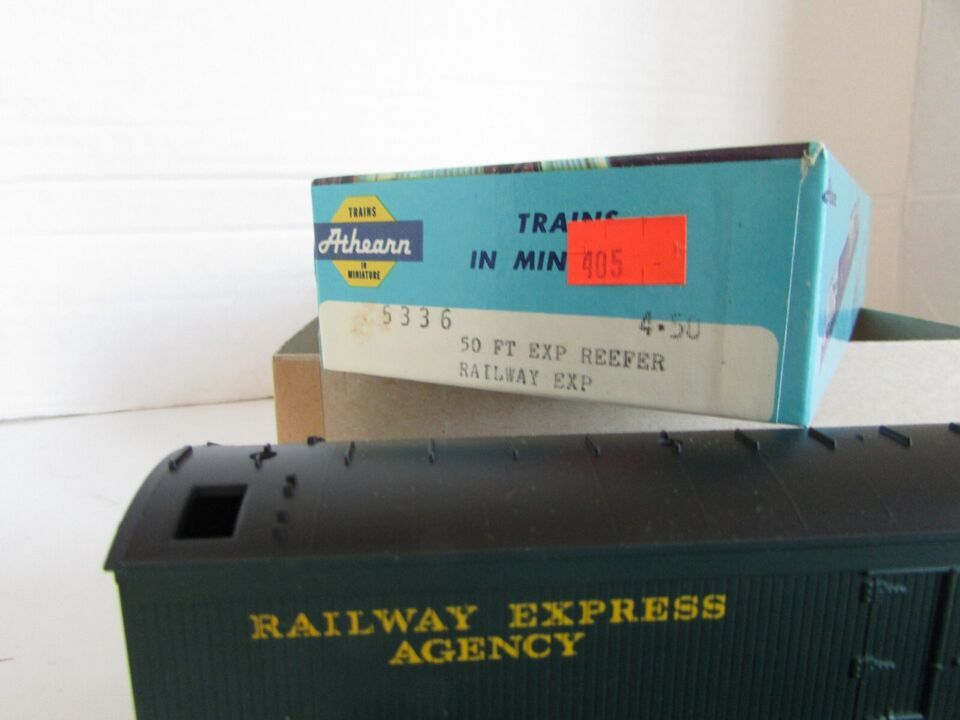 TRAINS
Athearn
IN
MINIATURE
TRAINS
IN MIN
405
5336
4.50
50 FT EXP REEFER
RAILWAY EXP
RAILWAY EXPRESS
AGENCY